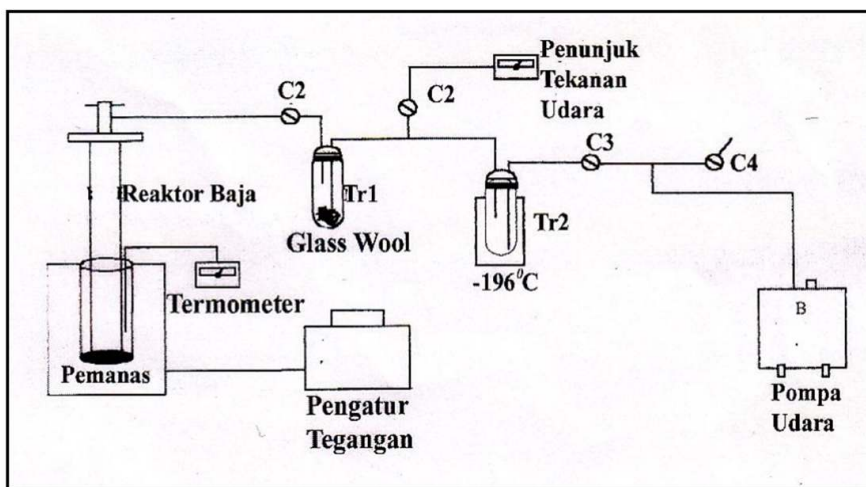 Penunjuk
Tekanan
Udara
C2
C2
C3
C4
Reaktor Baja
Tr1
Tr2
Glass Wool
-196⁰C
Termometer
B
Pemanas
Pengatur
Tegangan
Pompa
Udara